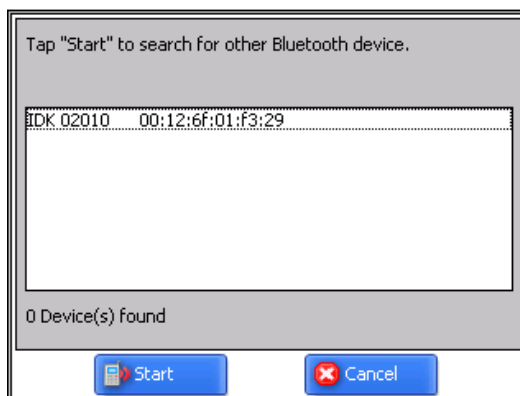 Tap "Start" to search for other Bluetooth device.
IDK 02010 00:12:6f:01:f3:29
0 Device(s) found
Start Cancel